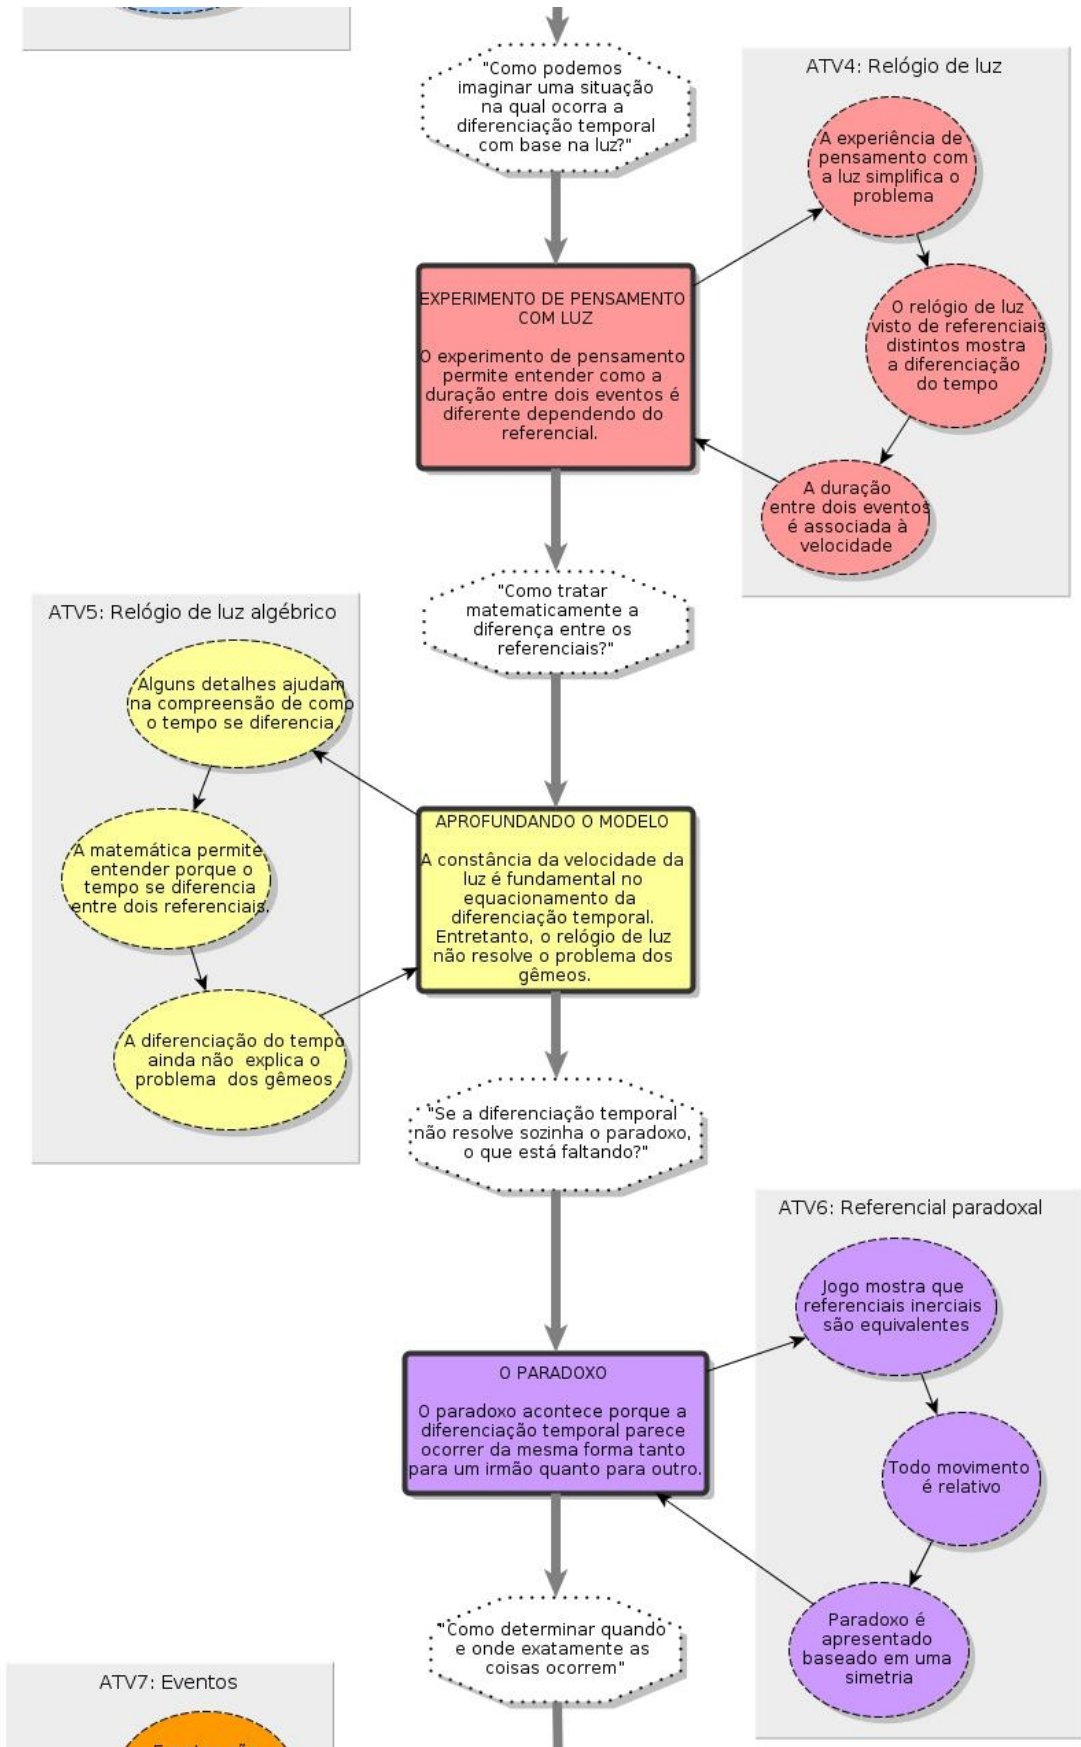 "Como podemos
imaginar uma situação
na qual ocorra a
diferenciação temporal
com base na luz?"
ATV4: Relógio de luz
A experiência de
pensamento com
a luz simplifica o
problema
O relógio de luz
visto de referenciais
distintos mostra
a diferenciação
do tempo
A duração
entre dois eventos
é associada à
velocidade
EXPERIMENTO DE PENSAMENTO
COM LUZ
O experimento de pensamento
permite entender como a
duração entre dois eventos é
diferente dependendo do
referencial.
"Como tratar
matematicamente a
diferença entre os
referenciais?"
ATV5: Relógio de luz algébrico
Alguns detalhes ajudam
na compreensão de como
o tempo se diferencia
A matemática permite
entender porque o
tempo se diferencia
entre dois referenciais.
A diferenciação do tempo
ainda não explica o
problema dos gêmeos
APROFUNDANDO O MODELO
A constância da velocidade da
luz é fundamental no
equacionamento da
diferenciação temporal.
Entretanto, o relógio de luz
não resolve o problema dos
gêmeos.
"Se a diferenciação temporal
não resolve sozinha o paradoxo,
o que está faltando?"
ATV6: Referencial paradoxal
Jogo mostra que
referenciais inerciais
são equivalentes
Todo movimento
é relativo
Paradoxo é
apresentado
baseado em uma
simetria
O PARADOXO
O paradoxo acontece porque a
diferenciação temporal parece
ocorrer da mesma forma tanto
para um irmão quanto para outro.
"Como determinar quando
e onde exatamente as
coisas ocorrem"
ATV7: Eventos